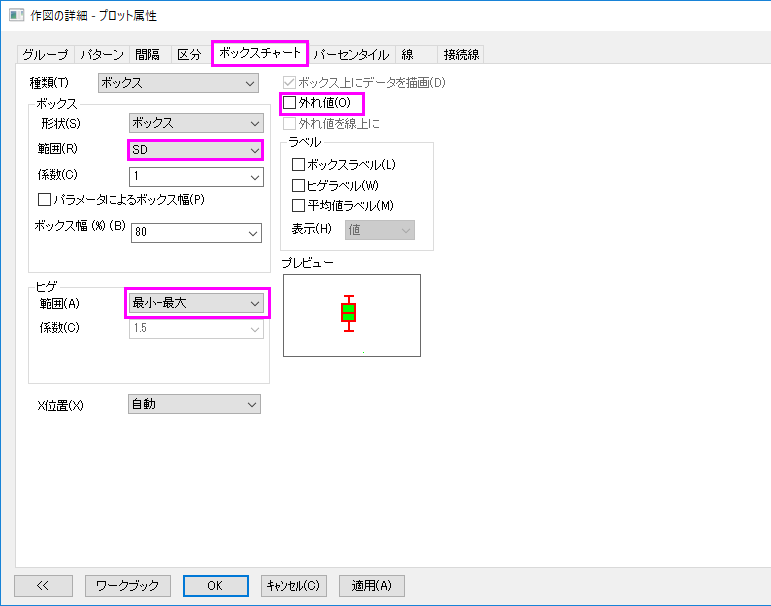 作図の詳細 - プロット属性
グループ パターン 間隔 区分 ボックスチャート パーセンタイル 線 接続線
種類(T) ボックス
ボックス
形状(S) ボックス
範囲(R) SD
係数(C) 1
パラメータによるボックス幅(P)
ボックス幅 (%) (B) 80
ヒゲ
範囲(A) 最小-最大
係数(C) 1.5
X位置(X) 自動
ボックス上にデータを描画(D)
外れ値(O)
外れ値を線上に
ラベル
ボックスラベル(L)
ヒゲラベル(W)
平均値ラベル(M)
表示(H) 値
プレビュー
<< ワークブック OK キャンセル(C) 適用(A)